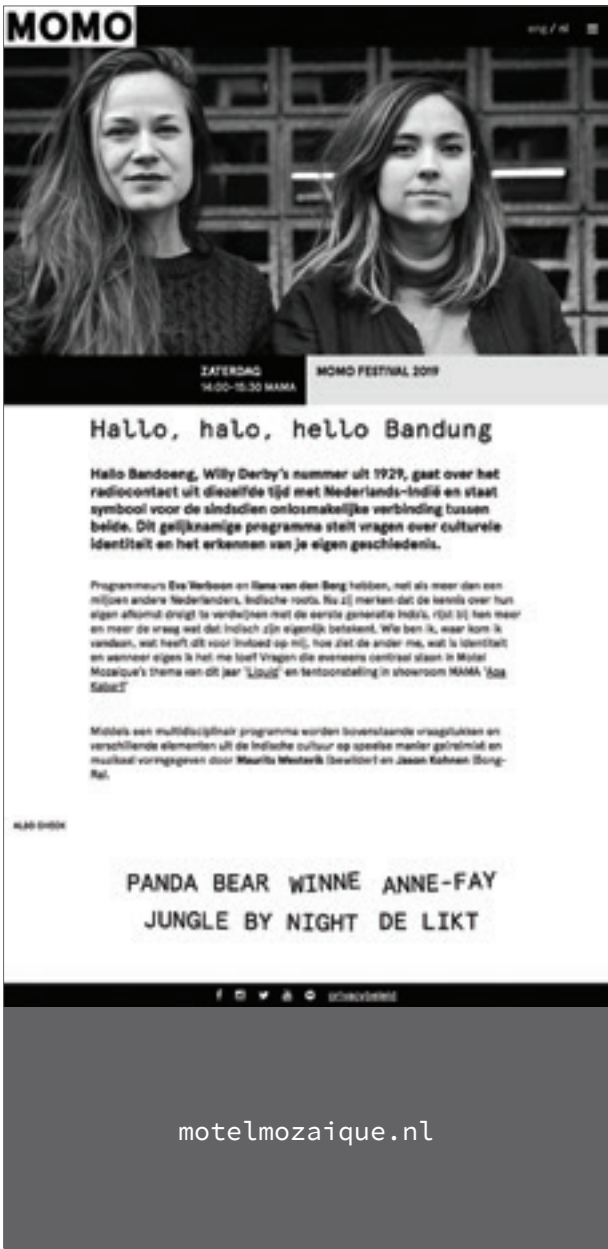 MOMO
eng / nl
ZATERDAG
14:00-15:30 MAMA
MOMO FESTIVAL 2019
Hallo, halo, hello Bandung
Hallo Bandoeng, Willy Derby's nummer uit 1929, gaat over het
radiocontact uit diezelfde tijd met Nederlands-Indië en staat
symbool voor de sindsdien onlosmakelijke verbinding tussen
beide. Dit gelijknamige programma stelt vragen over culturele
identiteit en het erkennen van je eigen geschiedenis.
Programmeurs Eva Verboon en Ilana van den Berg hebben, net als meer dan een
miljoen andere Nederlanders, Indische roots. Nu zij merken dat de kennis over hun
eigen afkomst dreigt te verdwijnen met de eerste generatie Indo's, rijst bij hen meer
en meer de vraag wat dat Indisch zijn eigenlijk betekent. Wie ben ik, waar kom ik
vandaan, wat heeft dit voor invloed op mij, hoe ziet de ander me, wat is identiteit
en wanneer eigen ik het me toe? Vragen die eveneens centraal staan in Motel
Mozaique's thema van dit jaar 'Liquid' en tentoonstelling in showroom MAMA 'Apa
Kabar?'
Middels een multidisciplinair programma worden bovenstaande vraagstukken en
verschillende elementen uit de Indische cultuur op speelse manier geïremixt en
muzikaal vormgegeven door Maurits Westerik (bewilder) en Jason Kohnen (Bong-
Ra).
ALSO CHECK
PANDA BEAR WINNE ANNE-FAY
JUNGLE BY NIGHT DE LIKT
privacybeleid
motelmozaique.nl